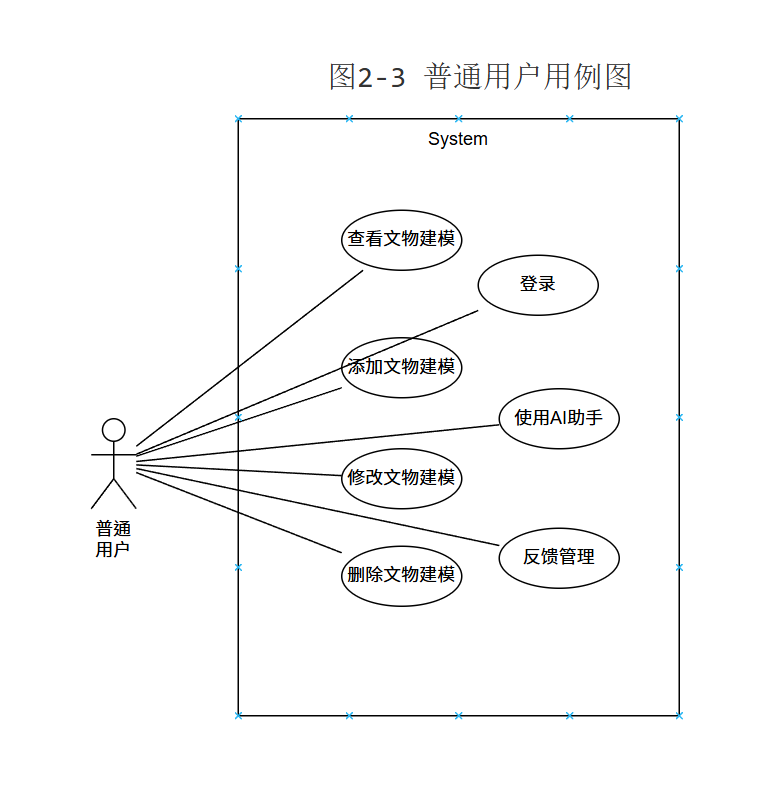 图2-3 普通用户用例图
System
查看文物建模
登录
添加文物建模
使用AI助手
修改文物建模
普通
用户
反馈管理
删除文物建模